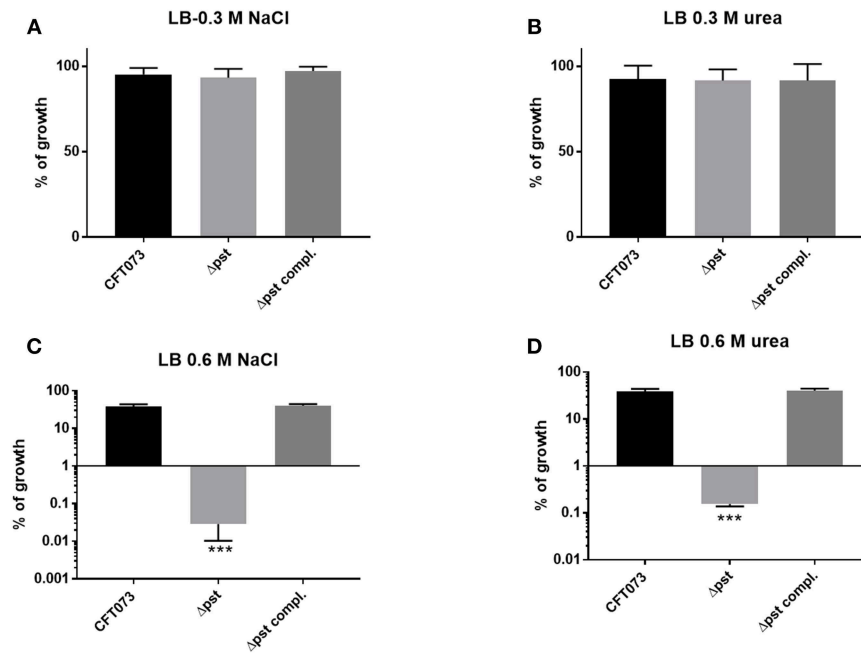 A
LB-0.3 M NaCl
% of growth
100
50
0
CFT073
Δpst
Δpst compl.
B
LB 0.3 M urea
% of growth
100
50
0
CFT073
Δpst
Δpst compl.
C
LB 0.6 M NaCl
% of growth
100
10
1
0.1
0.01
0.001
***
CFT073
Δpst
Δpst compl.
D
LB 0.6 M urea
% of growth
100
10
1
0.1
0.01
***
CFT073
Δpst
Δpst compl.